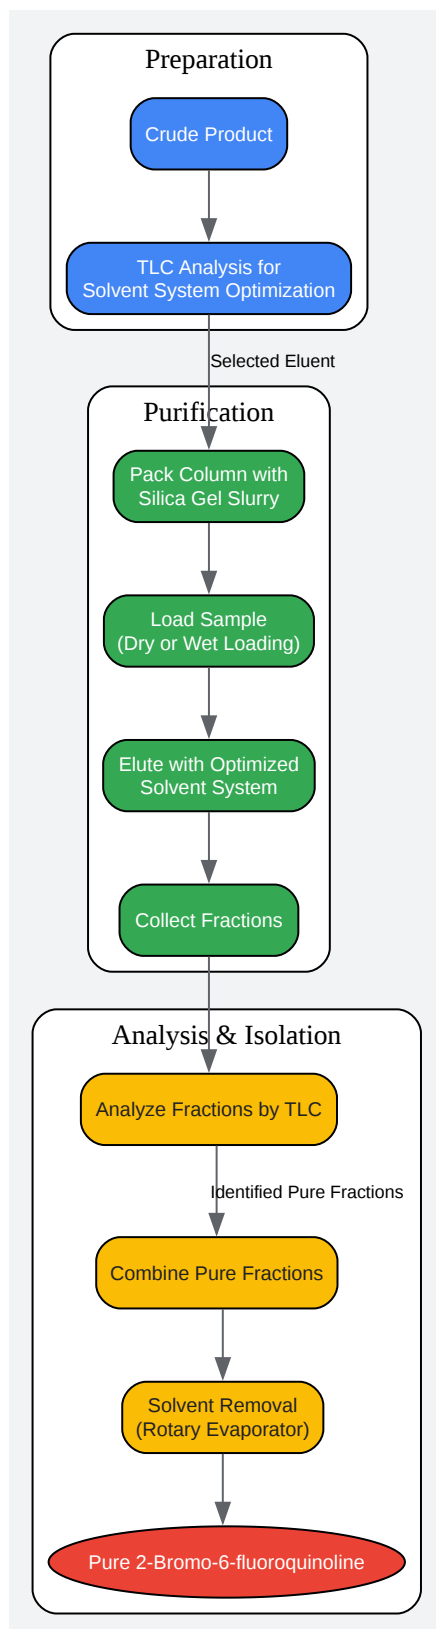 Preparation
Crude Product
TLC Analysis for
Solvent System Optimization
Selected Eluent
Purification
Pack Column with
Silica Gel Slurry
Load Sample
(Dry or Wet Loading)
Elute with Optimized
Solvent System
Collect Fractions
Analysis & Isolation
Analyze Fractions by TLC
Identified Pure Fractions
Combine Pure Fractions
Solvent Removal
(Rotary Evaporator)
Pure 2-Bromo-6-fluoroquinoline